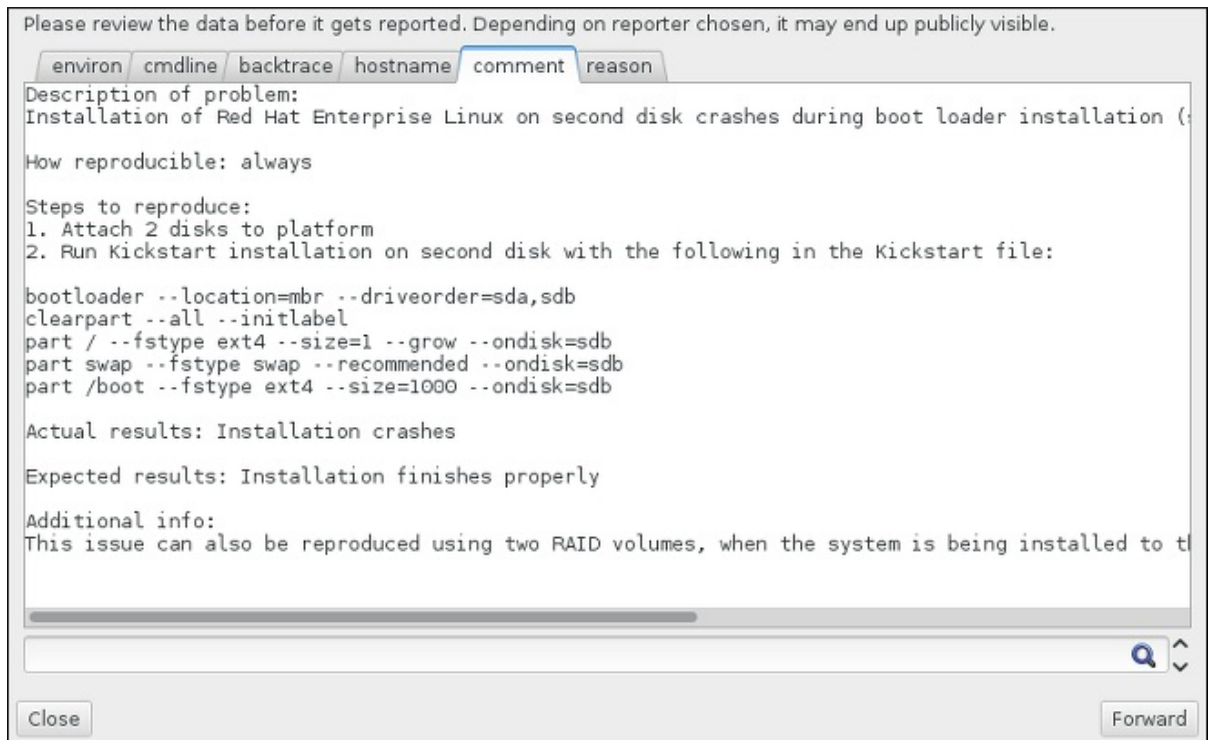 Please review the data before it gets reported. Depending on reporter chosen, it may end up publicly visible.
environ cmdline backtrace hostname comment reason
Description of problem:
Installation of Red Hat Enterprise Linux on second disk crashes during boot loader installation (
How reproducible: always
Steps to reproduce:
1. Attach 2 disks to platform
2. Run Kickstart installation on second disk with the following in the Kickstart file:
bootloader --location=mbr --driveorder=sda,sdb
clearpart --all --initlabel
part / --fstype ext4 --size=1 --grow --ondisk=sdb
part swap --fstype swap --recommended --ondisk=sdb
part /boot --fstype ext4 --size=1000 --ondisk=sdb
Actual results: Installation crashes
Expected results: Installation finishes properly
Additional info:
This issue can also be reproduced using two RAID volumes, when the system is being installed to
Close Forward